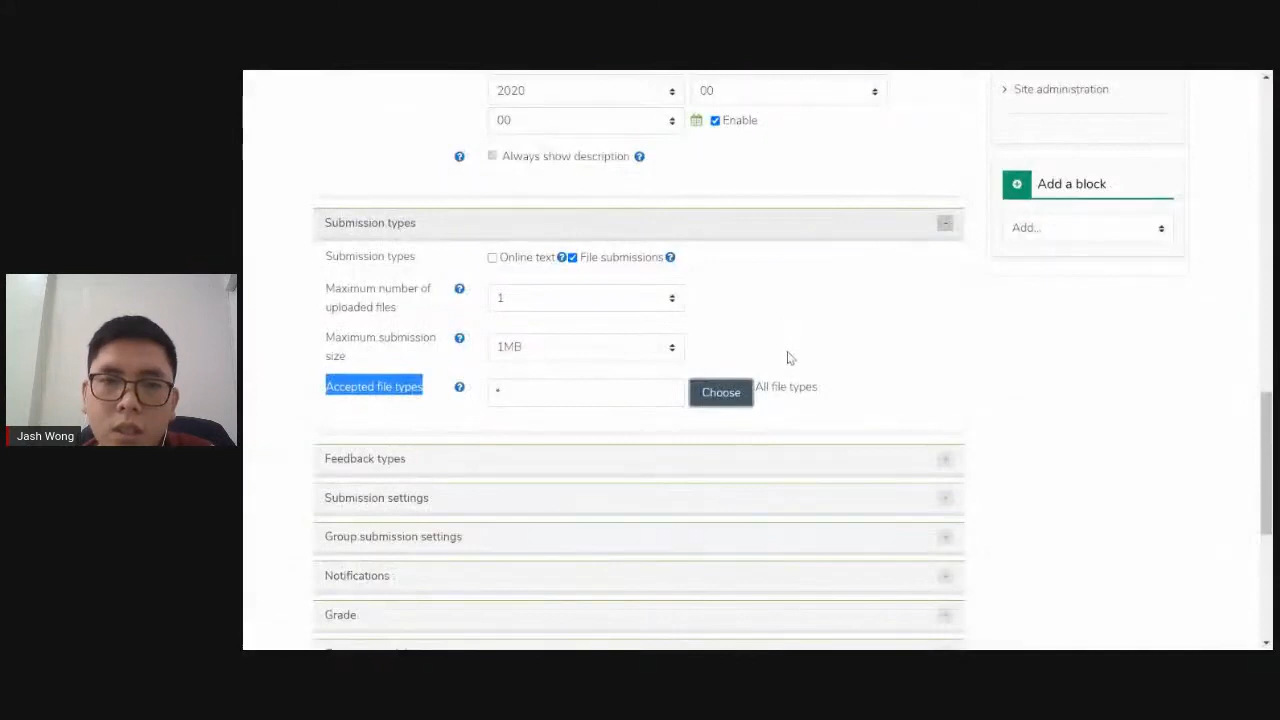 2020 00
Site administration
00 Enable
Always show description
Add a block
Submission types
Add...
Submission types Online text File submissions
Maximum number of
uploaded files
1
Maximum submission
size
1MB
Accepted file types * Choose All file types
Feedback types
Jash Wong
Submission settings
Group submission settings
Notifications
Grade